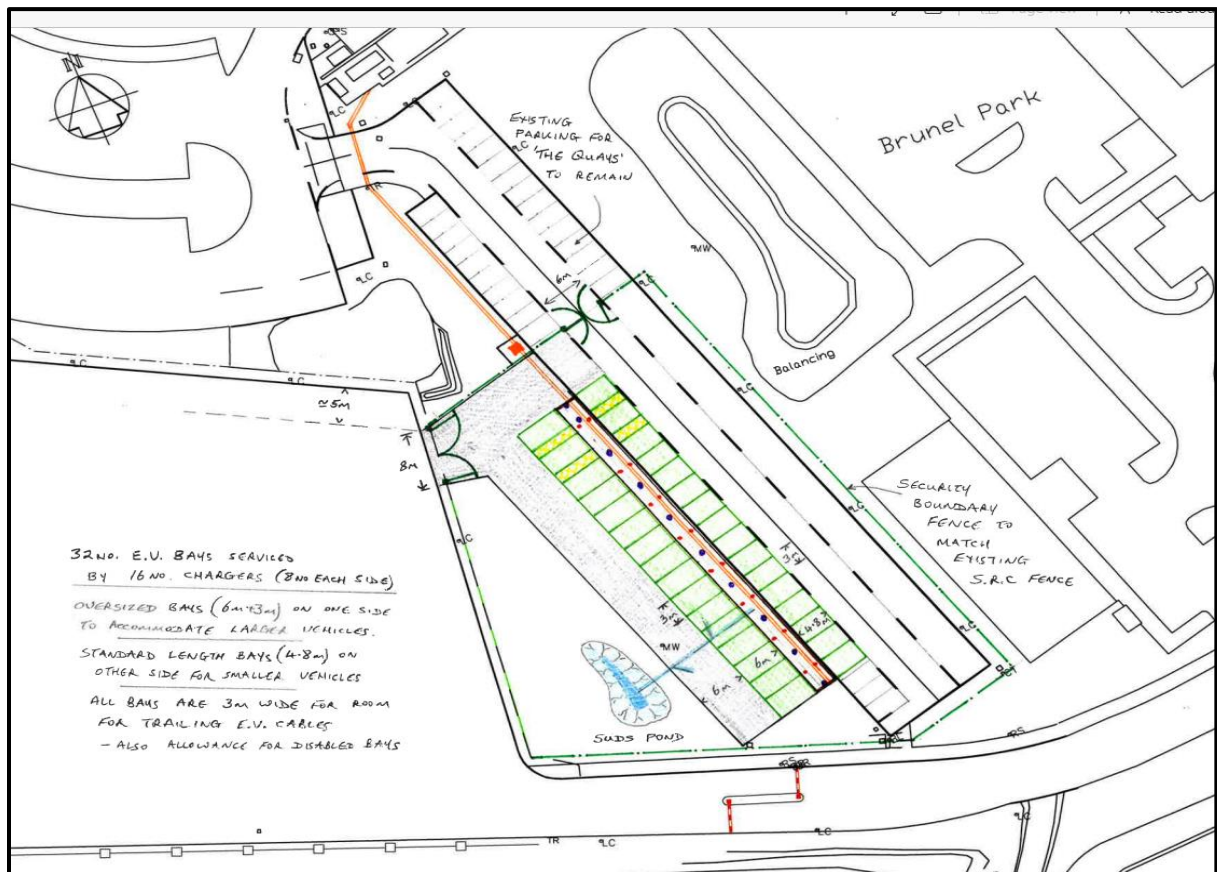 N
EXISTING
PARKING FOR
'THE QUAYS'
TO REMAIN
Brunel Park
6m
MW
Balancing
≈5m
8m
SECURITY
BOUNDARY
FENCE TO
MATCH
EXISTING
S.R.C FENCE
32NO. E.V. BAYS SERVICED
BY 16NO. CHARGERS (8NO EACH SIDE)
OVERSIZED BAYS (6m×3m) ON ONE SIDE
TO ACCOMMODATE LARGER VEHICLES.
STANDARD LENGTH BAYS (4.8m) ON
OTHER SIDE FOR SMALLER VEHICLES
ALL BAYS ARE 3m WIDE FOR ROOM
FOR TRAILING E.V. CABLES
- ALSO ALLOWANCE FOR DISABLED BAYS
3m
3m
4.8m
6m
6m
MW
SUDS POND
RS
TR
LC
LC
LC